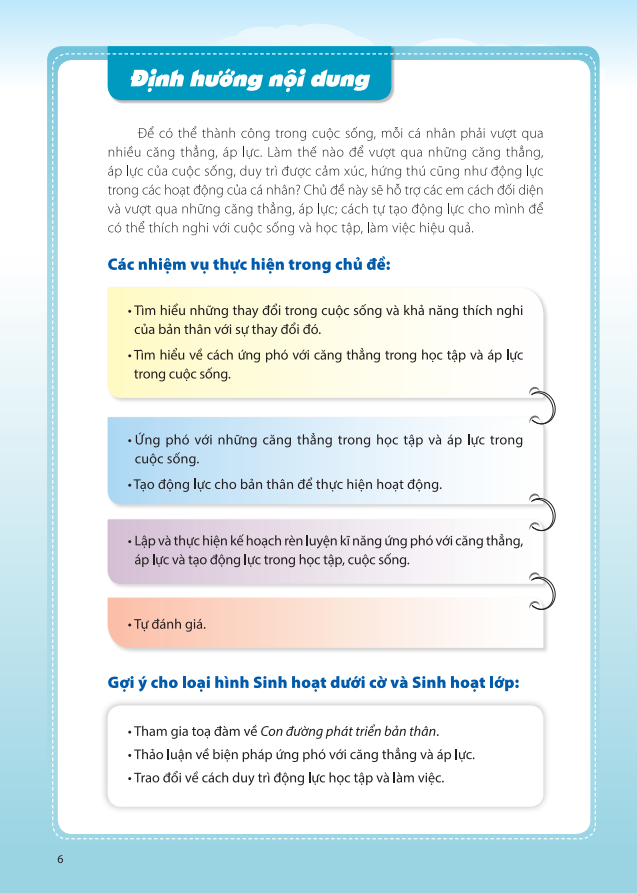 Định hướng nội dung
Để có thể thành công trong cuộc sống, mỗi cá nhân phải vượt qua
nhiều căng thẳng, áp lực. Làm thế nào để vượt qua những căng thẳng,
áp lực của cuộc sống, duy trì được cảm xúc, hứng thú cũng như động lực
trong các hoạt động của cá nhân? Chủ đề này sẽ hỗ trợ các em cách đối diện
và vượt qua những căng thẳng, áp lực; cách tự tạo động lực cho mình để
có thể thích nghi với cuộc sống và học tập, làm việc hiệu quả.
Các nhiệm vụ thực hiện trong chủ đề:
• Tìm hiểu những thay đổi trong cuộc sống và khả năng thích nghi
của bản thân với sự thay đổi đó.
• Tìm hiểu về cách ứng phó với căng thẳng trong học tập và áp lực
trong cuộc sống.
• Ứng phó với những căng thẳng trong học tập và áp lực trong
cuộc sống.
• Tạo động lực cho bản thân để thực hiện hoạt động.
• Lập và thực hiện kế hoạch rèn luyện kĩ năng ứng phó với căng thẳng,
áp lực và tạo động lực trong học tập, cuộc sống.
• Tự đánh giá.
Gợi ý cho loại hình Sinh hoạt dưới cờ và Sinh hoạt lớp:
• Tham gia toạ đàm về Con đường phát triển bản thân.
• Thảo luận về biện pháp ứng phó với căng thẳng và áp lực.
• Trao đổi về cách duy trì động lực học tập và làm việc.
6